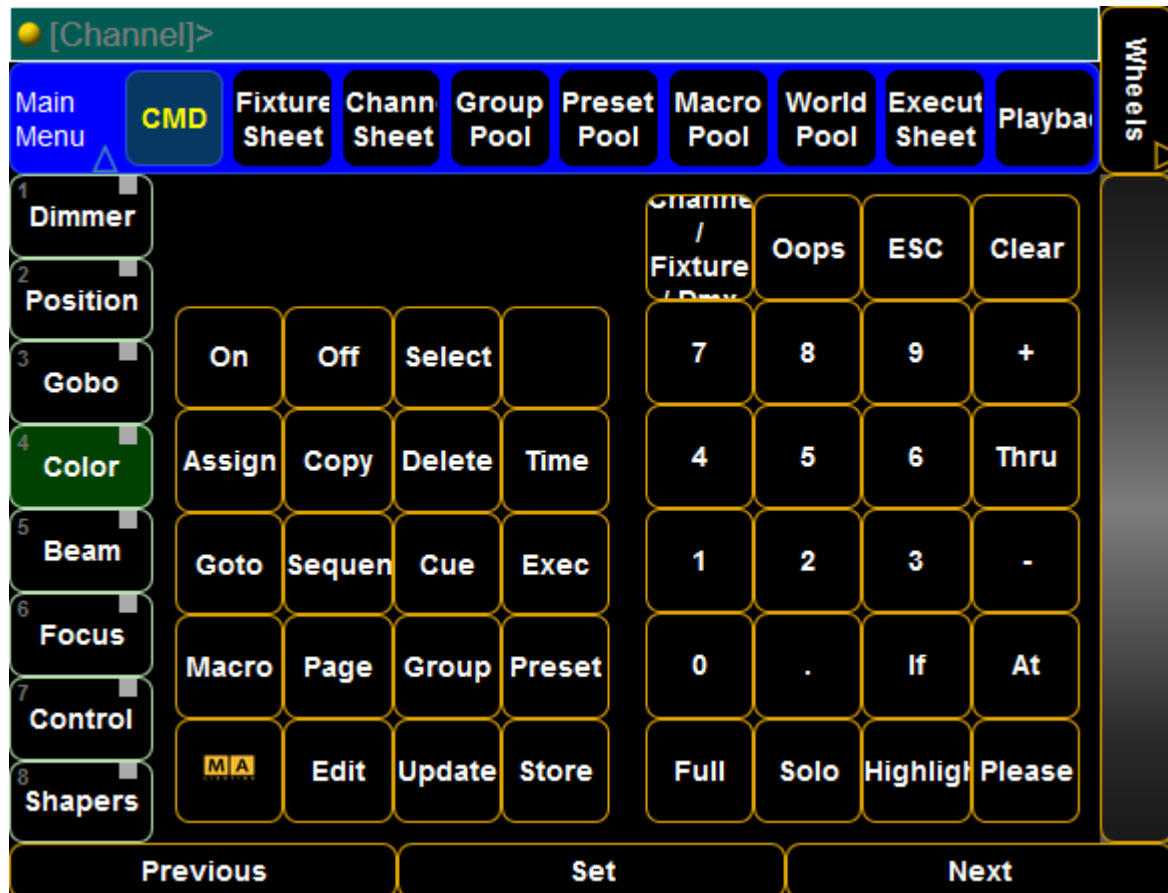 [Channel]>
Wheels
Main
Menu
CMD
Fixture
Sheet
Chann
Sheet
Group
Pool
Preset
Pool
Macro
Pool
World
Pool
Execut
Sheet
Playba
1
Dimmer
2
Position
3
Gobo
4
Color
5
Beam
6
Focus
7
Control
8
Shapers
Channe
/
Fixture
/ Dmx
Oops
ESC
Clear
On
Off
Select
7
8
9
+
Assign
Copy
Delete
Time
4
5
6
Thru
Goto
Sequen
Cue
Exec
1
2
3
-
Macro
Page
Group
Preset
0
.
If
At
MA
Edit
Update
Store
Full
Solo
Highligh
Please
Previous
Set
Next